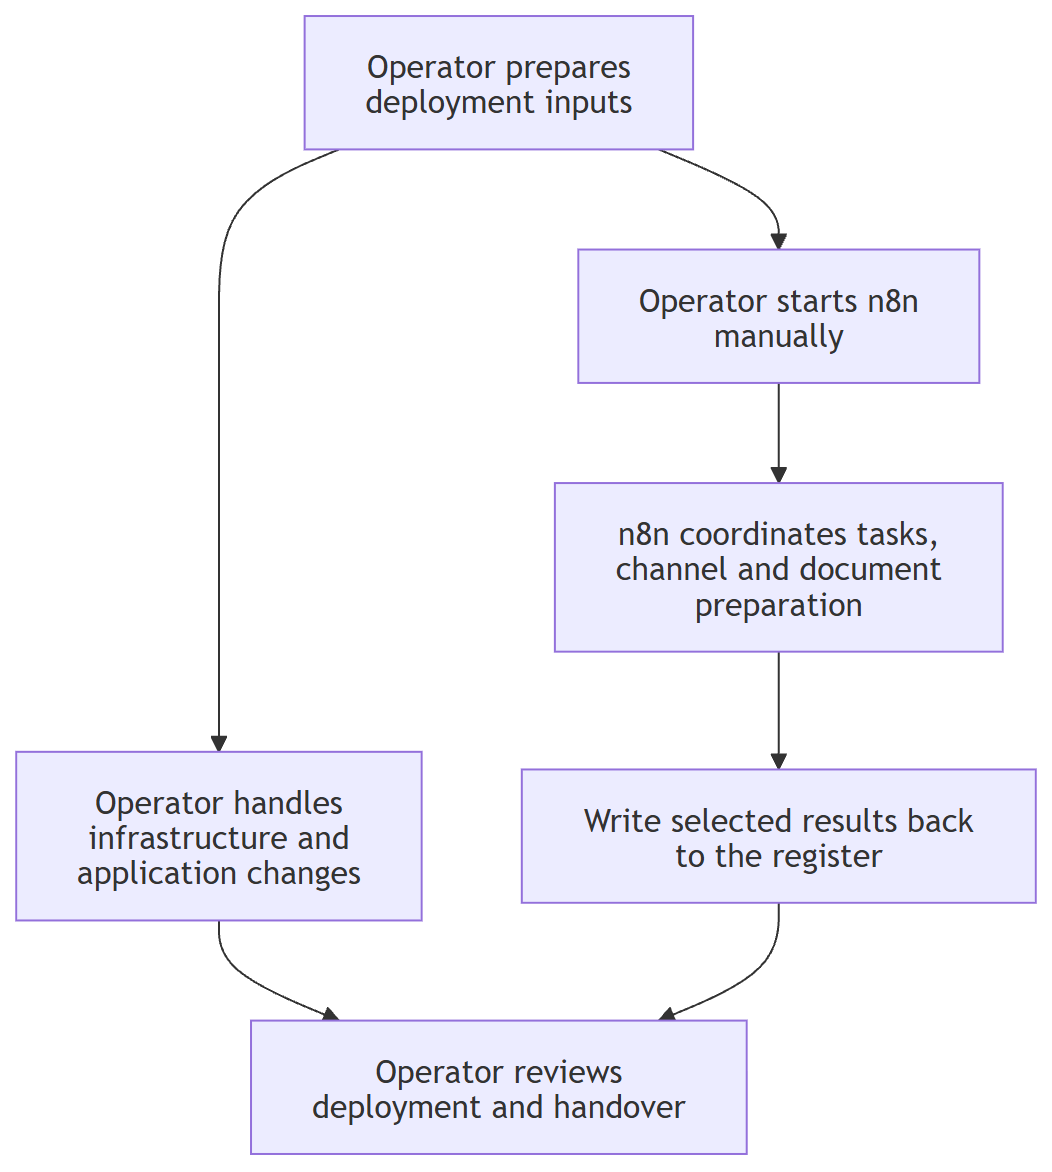 Operator prepares
deployment inputs
Operator starts n8n
manually
n8n coordinates tasks,
channel and document
preparation
Operator handles
infrastructure and
application changes
Write selected results back
to the register
Operator reviews
deployment and handover